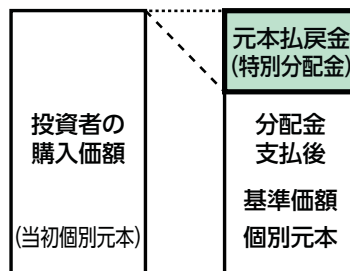 投資者の
購入価額
(当初個別元本)
元本払戻金
(特別分配金)
分配金
支払後
基準価額
個別元本